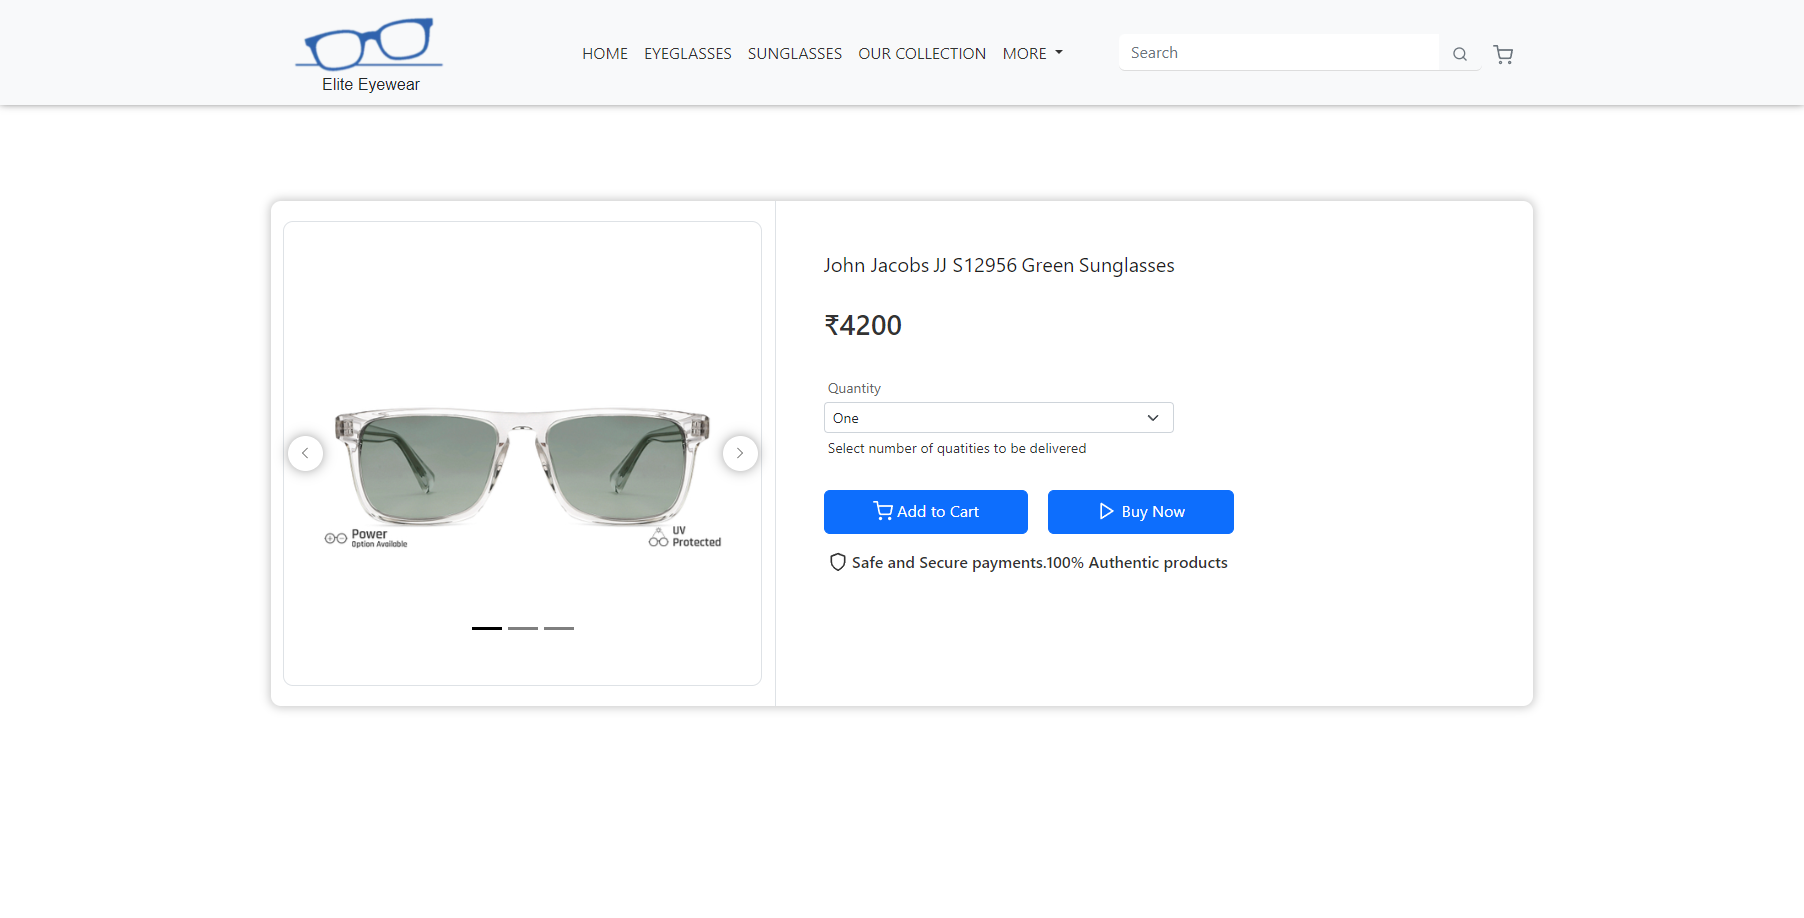 Elite Eyewear
HOME EYEGLASSES SUNGLASSES OUR COLLECTION MORE
Search
John Jacobs JJ S12956 Green Sunglasses
₹4200
Quantity
One
Select number of quatities to be delivered
Add to Cart
Buy Now
Safe and Secure payments.100% Authentic products
Power
Option Available
UV
Protected